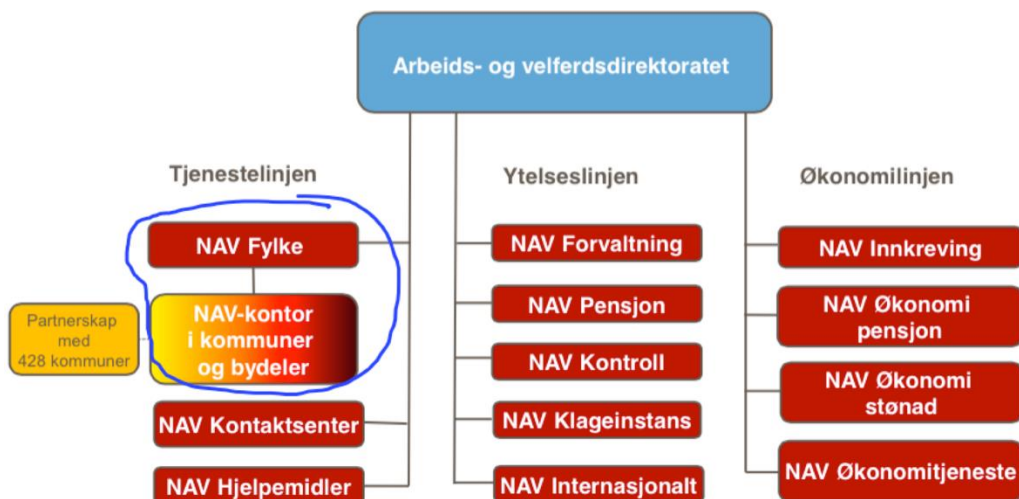 Arbeids- og velferdsdirektoratet
Tjenestelinjen
NAV Fylke
NAV-kontor
i kommuner
og bydeler
Partnerskap
med
428 kommuner
NAV Kontaktsenter
NAV Hjelpemidler
Ytelseslinjen
NAV Forvaltning
NAV Pensjon
NAV Kontroll
NAV Klageinstans
NAV Internasjonalt
Økonomilinjen
NAV Innkreving
NAV Økonomi
pensjon
NAV Økonomi
stønad
NAV Økonomitjeneste